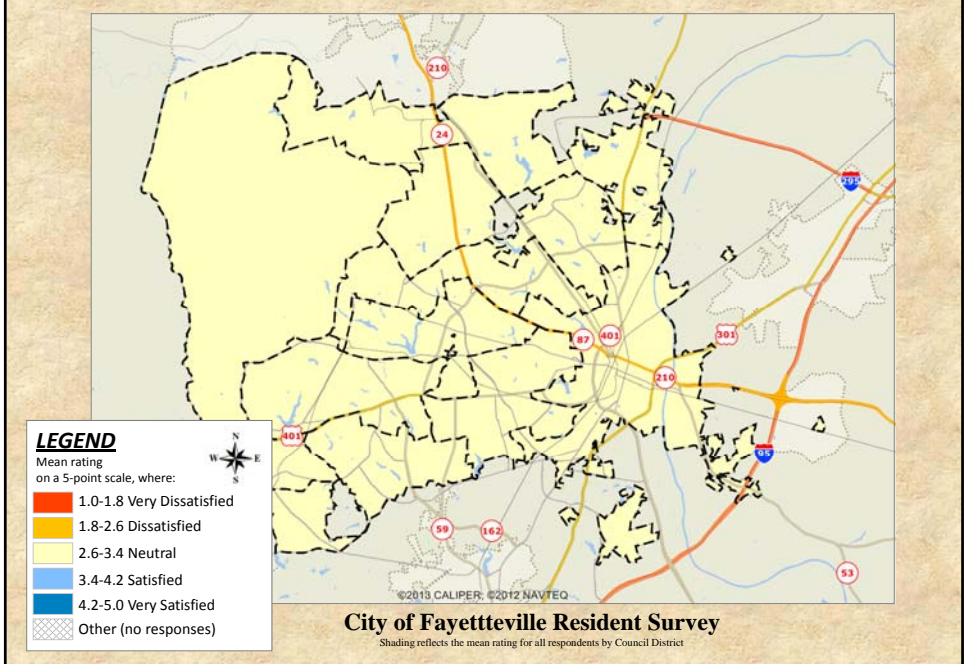 210
24
295
87
401
301
210
401
95
59
162
53
LEGEND
Mean rating
on a 5-point scale, where:
N
W E
S
1.0-1.8 Very Dissatisfied
1.8-2.6 Dissatisfied
2.6-3.4 Neutral
3.4-4.2 Satisfied
4.2-5.0 Very Satisfied
Other (no responses)
©2013 CALIPER; ©2012 NAVTEQ
City of Fayettteville Resident Survey
Shading reflects the mean rating for all respondents by Council District